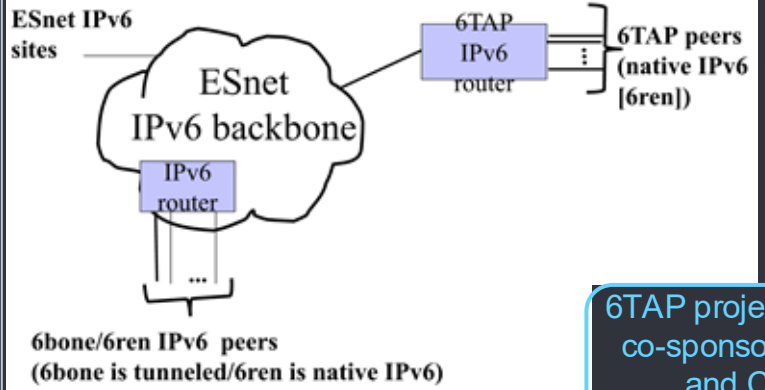 ESnet IPv6
sites
ESnet
IPv6 backbone
6TAP
IPv6
router
6TAP peers
(native IPv6
[6ren])
IPv6
router
...
6bone/6ren IPv6 peers
(6bone is tunneled/6ren is native IPv6)
6TAP proje
co-sponso
and C